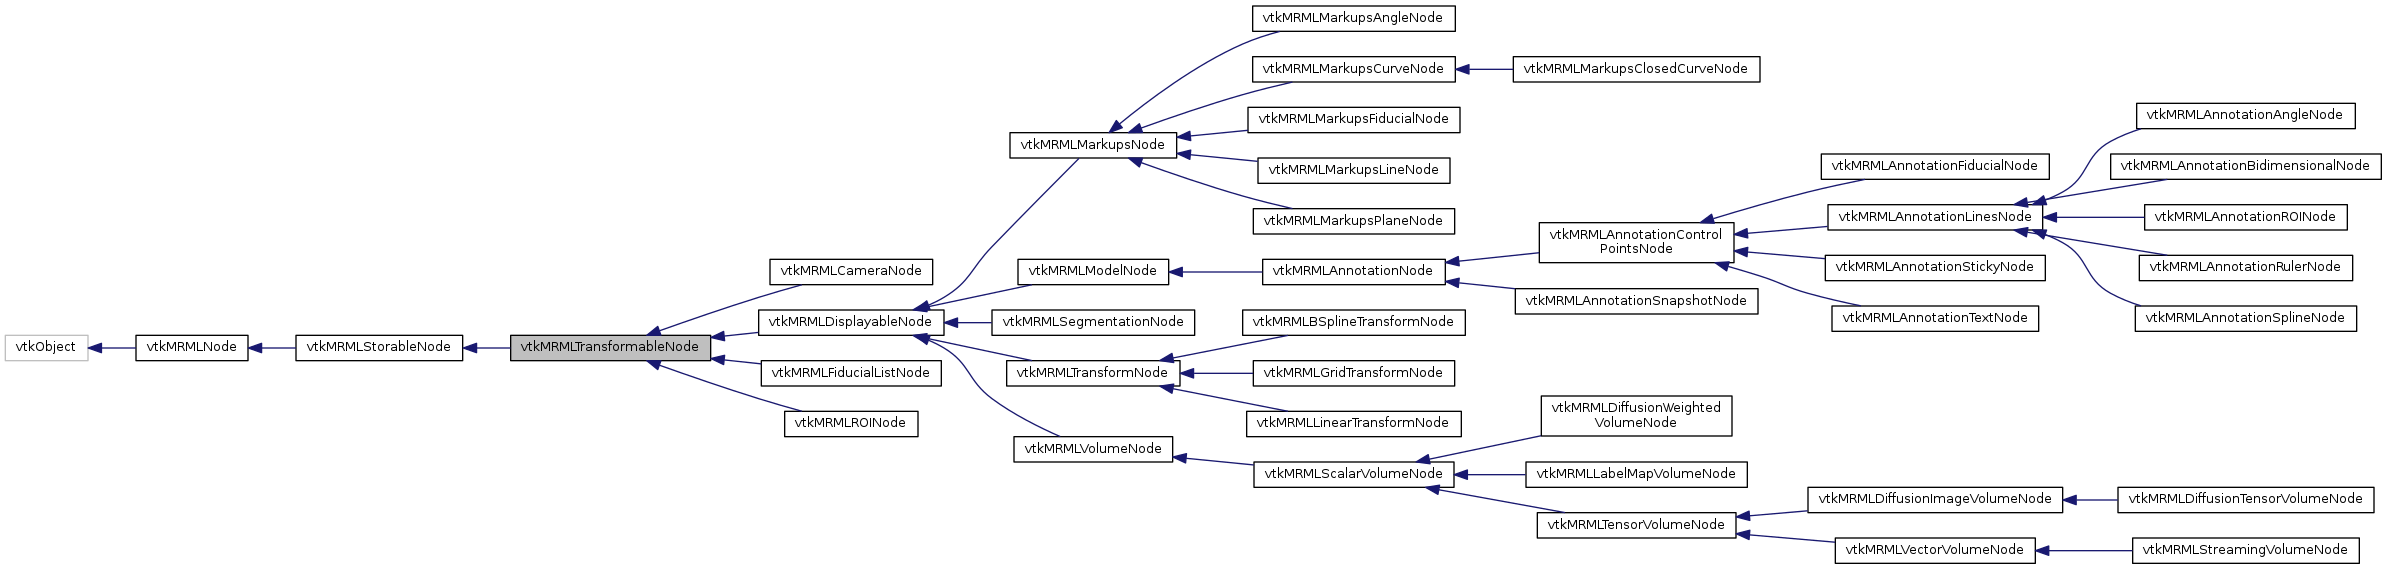 vtkObject
vtkMRMLNode
vtkMRMLStorableNode
vtkMRMLTransformableNode
vtkMRMLCameraNode
vtkMRMLDisplayableNode
vtkMRMLFiducialListNode
vtkMRMLROINode
vtkMRMLMarkupsNode
vtkMRMLModelNode
vtkMRMLSegmentationNode
vtkMRMLTransformNode
vtkMRMLVolumeNode
vtkMRMLMarkupsAngleNode
vtkMRMLMarkupsCurveNode
vtkMRMLMarkupsFiducialNode
vtkMRMLMarkupsLineNode
vtkMRMLMarkupsPlaneNode
vtkMRMLAnnotationNode
vtkMRMLBSplineTransformNode
vtkMRMLGridTransformNode
vtkMRMLLinearTransformNode
vtkMRMLScalarVolumeNode
vtkMRMLMarkupsClosedCurveNode
vtkMRMLAnnotationControl
PointsNode
vtkMRMLAnnotationSnapshotNode
vtkMRMLDiffusionWeighted
VolumeNode
vtkMRMLLabelMapVolumeNode
vtkMRMLTensorVolumeNode
vtkMRMLAnnotationFiducialNode
vtkMRMLAnnotationLinesNode
vtkMRMLAnnotationStickyNode
vtkMRMLAnnotationTextNode
vtkMRMLDiffusionImageVolumeNode
vtkMRMLVectorVolumeNode
vtkMRMLAnnotationAngleNode
vtkMRMLAnnotationBidimensionalNode
vtkMRMLAnnotationROINode
vtkMRMLAnnotationRulerNode
vtkMRMLAnnotationSplineNode
vtkMRMLDiffusionTensorVolumeNode
vtkMRMLStreamingVolumeNode